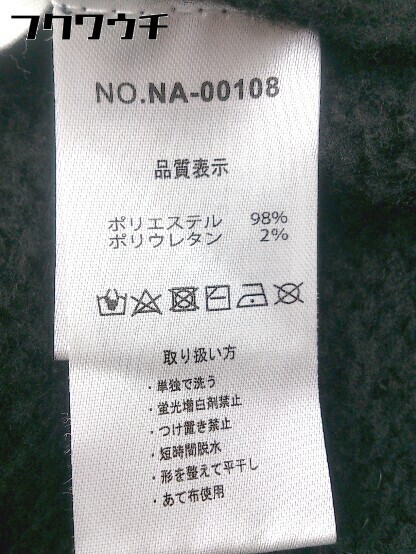 フクワウチ
NO.NA-00108
品質表示
ポリエステル 98%
ポリウレタン 2%
取り扱い方
・単独で洗う
・蛍光増白剤禁止
・つけ置き禁止
・短時間脱水
・形を整えて平干し
・あて布使用